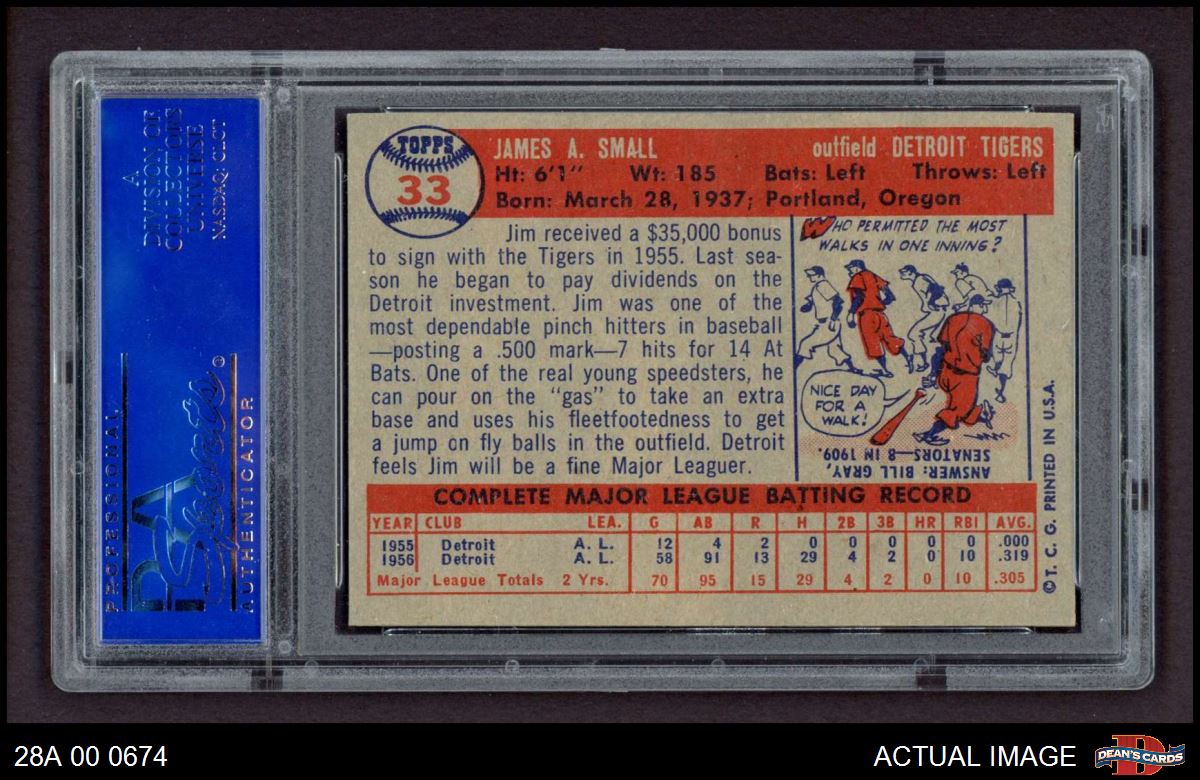 A
DIVISION OF
COLLECTORS
UNIVERSE
NASDAQ: CLCT
PROFESSIONAL
PSA
Sports ®
AUTHENTICATOR
TOPPS
33
JAMES A. SMALL
outfield DETROIT TIGERS
Ht: 6'1" Wt: 185 Bats: Left Throws: Left
Born: March 28, 1937; Portland, Oregon
Jim received a $35,000 bonus
to sign with the Tigers in 1955. Last sea-
son he began to pay dividends on the
Detroit investment. Jim was one of the
most dependable pinch hitters in baseball
—posting a .500 mark—7 hits for 14 At
Bats. One of the real young speedsters, he
can pour on the "gas" to take an extra
base and uses his fleetfootedness to get
a jump on fly balls in the outfield. Detroit
feels Jim will be a fine Major Leaguer.
WHO PERMITTED THE MOST
WALKS IN ONE INNING?
NICE DAY
FOR A
WALK!
ANSWER: BILL GRAY,
SENATORS—8 IN 1909.
COMPLETE MAJOR LEAGUE BATTING RECORD
YEAR CLUB LEA. G AB R H 2B 3B HR RBI AVG.
1955 Detroit A. L. 12 4 2 0 0 0 0 0 .000
1956 Detroit A. L. 58 91 13 29 4 2 0 10 .319
Major League Totals 2 Yrs. 70 95 15 29 4 2 0 10 .305
©T. C. G. PRINTED IN U.S.A.
28A 00 0674
ACTUAL IMAGE
D
DEAN'S CARDS